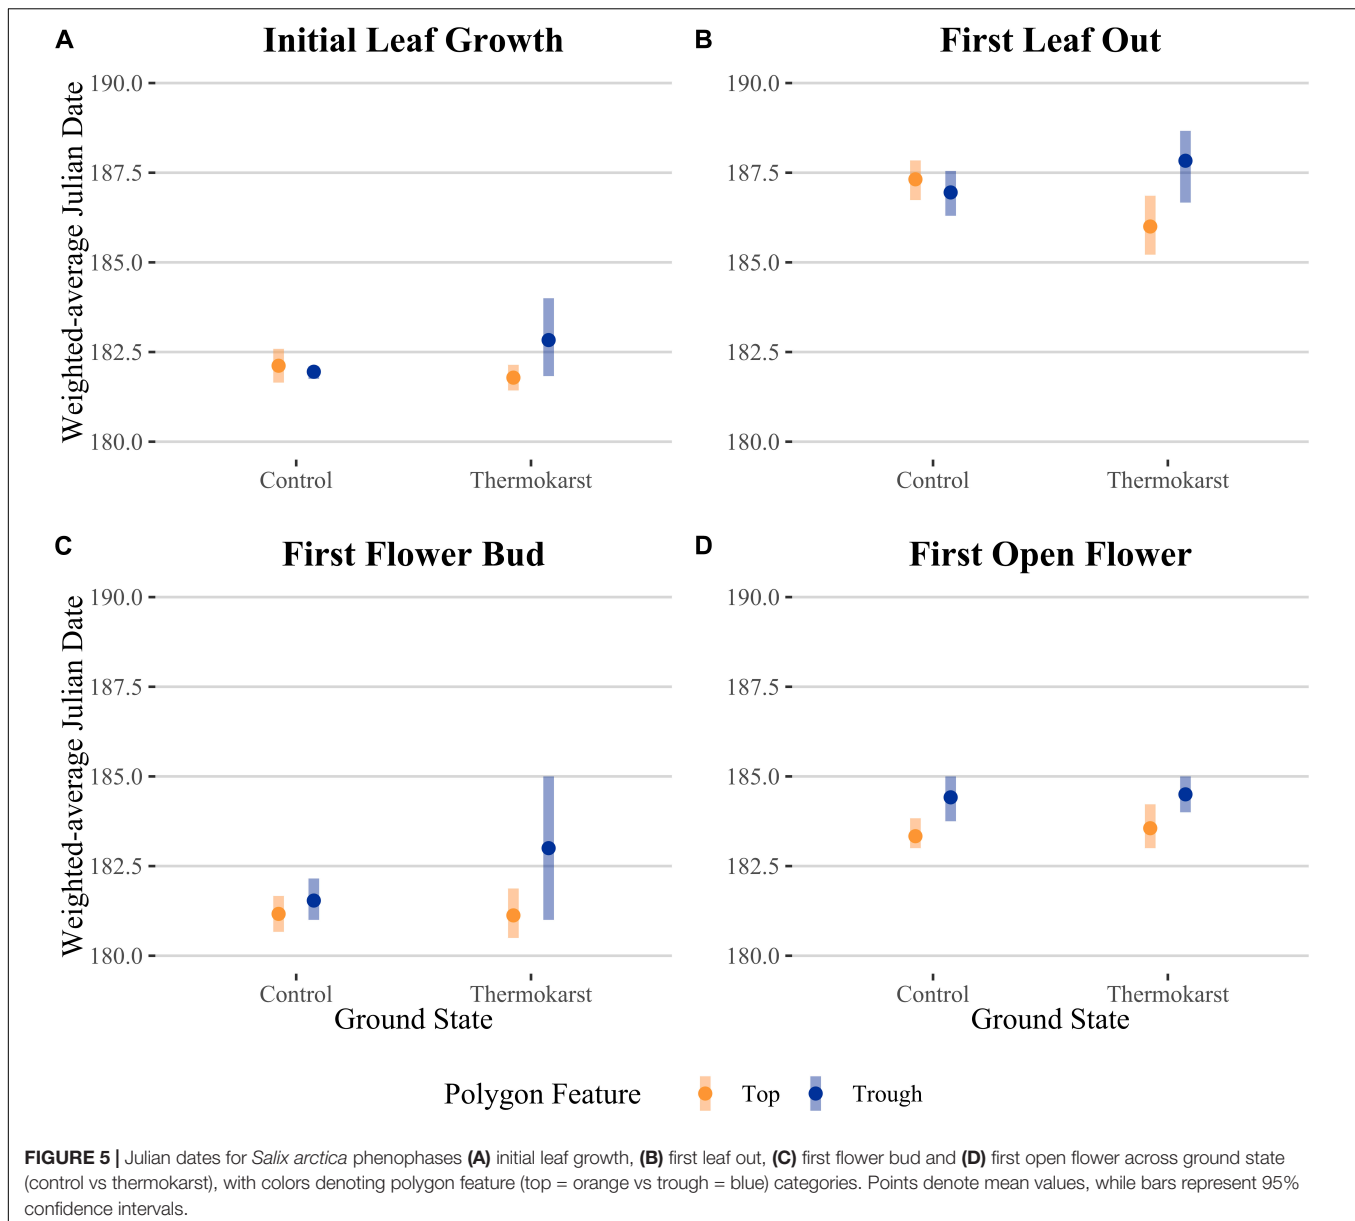 A Initial Leaf Growth
Weighted-average Julian Date
190.0
187.5
185.0
182.5
180.0
Control Thermokarst
B First Leaf Out
190.0
187.5
185.0
182.5
180.0
Control Thermokarst
C First Flower Bud
Weighted-average Julian Date
190.0
187.5
185.0
182.5
180.0
Control Thermokarst
Ground State
D First Open Flower
190.0
187.5
185.0
182.5
180.0
Control Thermokarst
Ground State
Polygon Feature Top Trough
FIGURE 5 | Julian dates for Salix arctica phenophases (A) initial leaf growth, (B) first leaf out, (C) first flower bud and (D) first open flower across ground state
(control vs thermokarst), with colors denoting polygon feature (top = orange vs trough = blue) categories. Points denote mean values, while bars represent 95%
confidence intervals.